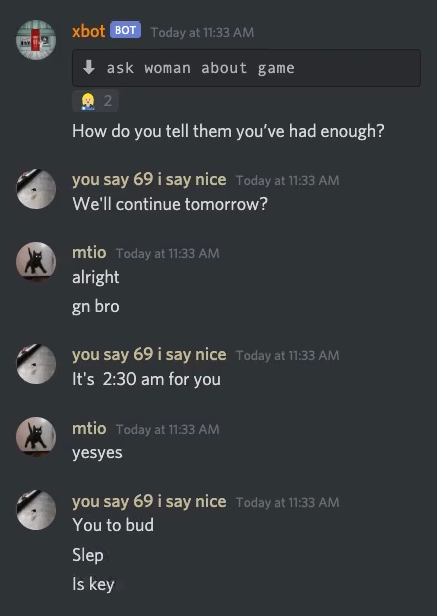 xbot BOT Today at 11:33 AM
⬇ ask woman about game
2
How do you tell them you’ve had enough?
you say 69 i say nice Today at 11:33 AM
We'll continue tomorrow?
mtio Today at 11:33 AM
alright
gn bro
you say 69 i say nice Today at 11:33 AM
It's 2:30 am for you
mtio Today at 11:33 AM
yesyes
you say 69 i say nice Today at 11:33 AM
You to bud
Slep
Is key